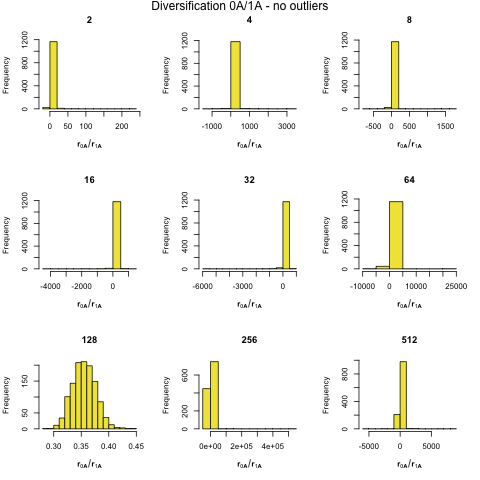 Diversification 0A/1A - no outliers
2
4
8
Frequency
0 400 800 1200
0 50 100 200
r0A/r1A
Frequency
0 400 800 1200
-1000 1000 3000
r0A/r1A
Frequency
0 400 800 1200
-500 0 500 1500
r0A/r1A
16
32
64
Frequency
0 400 800 1200
-4000 -2000 0
r0A/r1A
Frequency
0 400 800 1200
-6000 -3000 0
r0A/r1A
Frequency
0 400 800 1200
-10000 0 10000 25000
r0A/r1A
128
256
512
Frequency
0 50 150
0.30 0.35 0.40 0.45
r0A/r1A
Frequency
0 200 600
0e+00 2e+05 4e+05
r0A/r1A
Frequency
0 400 800
-5000 0 5000
r0A/r1A